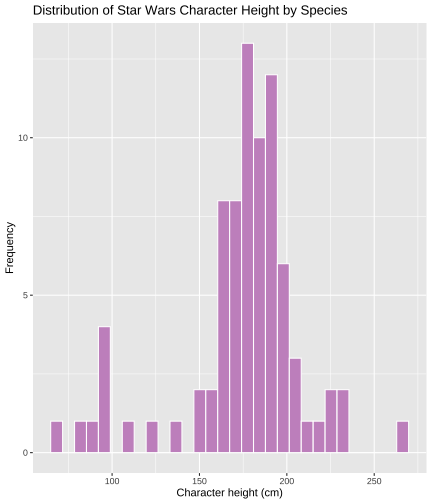 Distribution of Star Wars Character Height by Species
10
5
0
Frequency
100
150
200
250
Character height (cm)